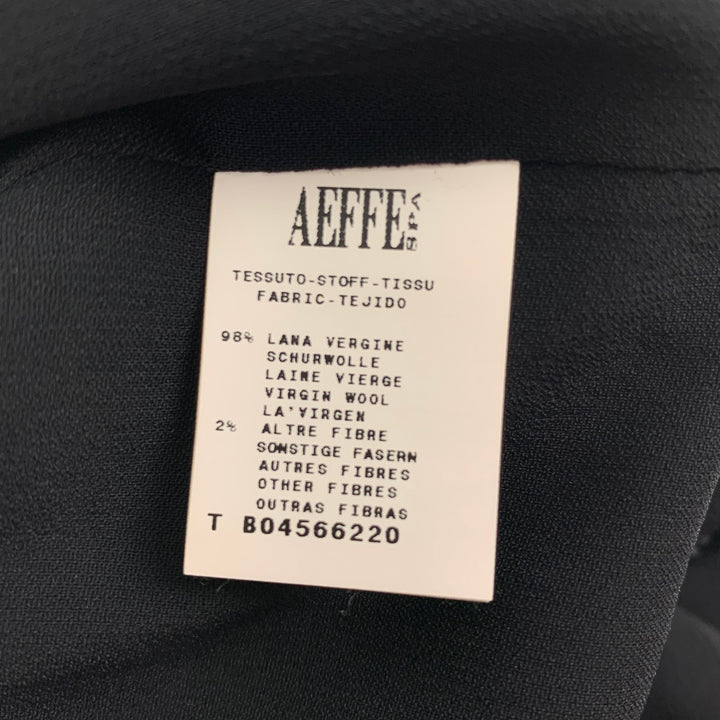 AEFFE SPA
TESSUTO-STOFF-TISSU
FABRIC-TEJIDO
98% LANA VERGINE
SCHURWOLLE
LAINE VIERGE
VIRGIN WOOL
LA'VIRGEN
2% ALTRE FIBRE
SONSTIGE FASERN
AUTRES FIBRES
OTHER FIBRES
OUTRAS FIBRAS
T B04566220